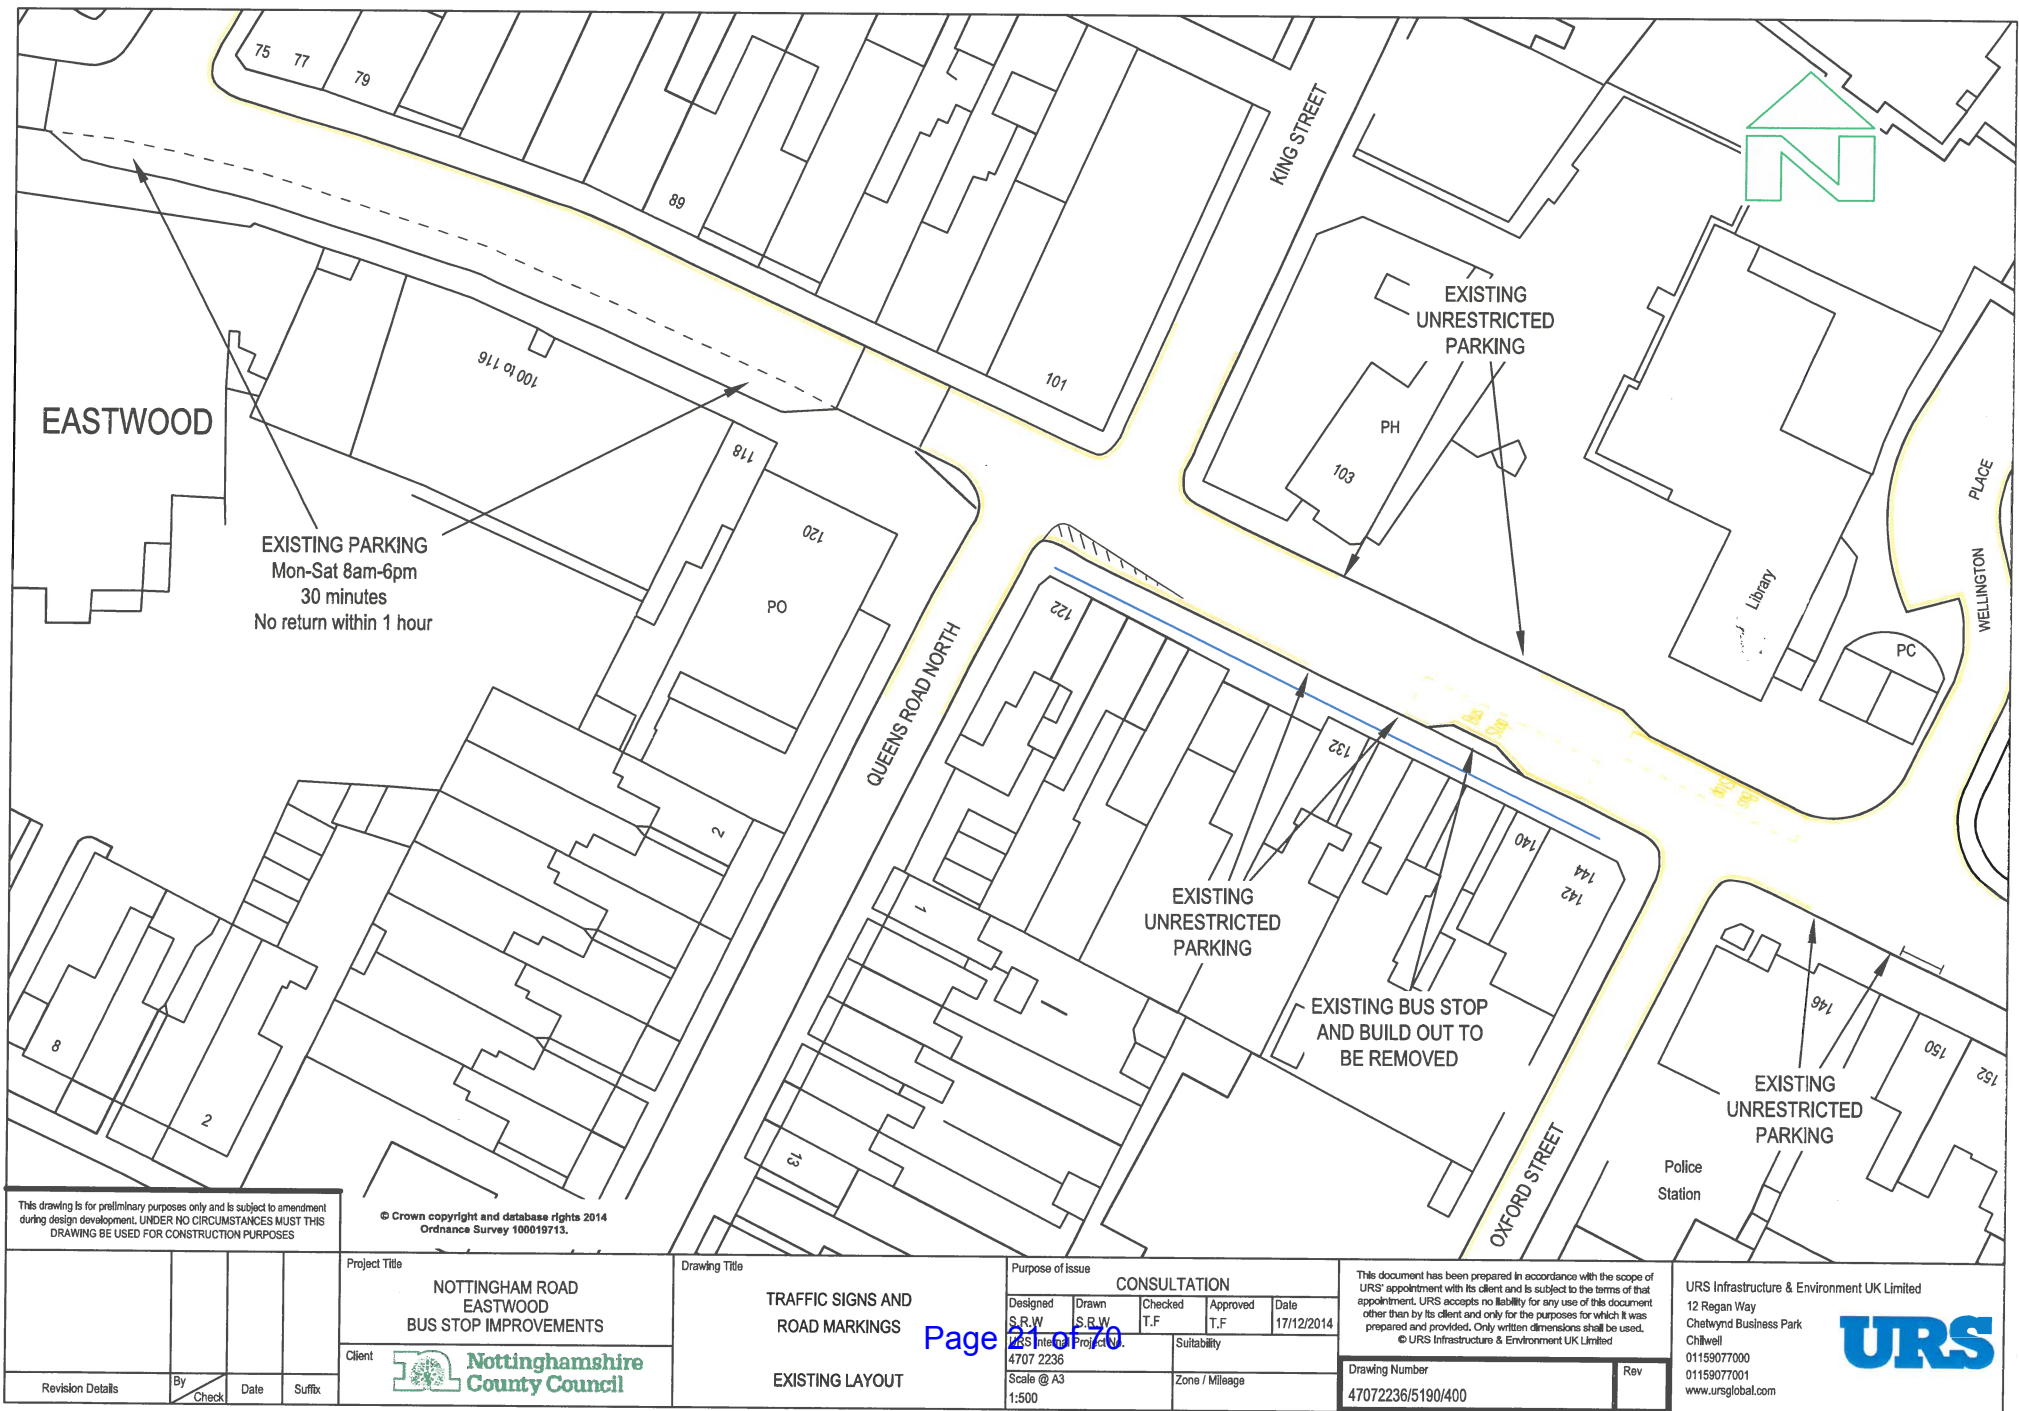 75
77
79
89
101
KING STREET
EXISTING
UNRESTRICTED
PARKING
PH
103
PLACE
WELLINGTON
Library
PC
EASTWOOD
100 to 116
118
120
PO
EXISTING PARKING
Mon-Sat 8am-6pm
30 minutes
No return within 1 hour
QUEENS ROAD NORTH
122
132
140
144
142
Bus
Stop
Bus
Stop
EXISTING
UNRESTRICTED
PARKING
EXISTING BUS STOP
AND BUILD OUT TO
BE REMOVED
146
150
152
EXISTING
UNRESTRICTED
PARKING
Police
Station
OXFORD STREET
2
1
13
8
2
This drawing is for preliminary purposes only and is subject to amendment
during design development. UNDER NO CIRCUMSTANCES MUST THIS
DRAWING BE USED FOR CONSTRUCTION PURPOSES
© Crown copyright and database rights 2014
Ordnance Survey 100019713.
Revision Details
By
Check
Date
Suffix
Project Title
NOTTINGHAM ROAD
EASTWOOD
BUS STOP IMPROVEMENTS
Client
Nottinghamshire
County Council
Drawing Title
TRAFFIC SIGNS AND
ROAD MARKINGS
EXISTING LAYOUT
Page 21 of 70
Purpose of issue
CONSULTATION
Designed
S.R.W
Drawn
S.R.W
Checked
T.F
Approved
T.F
Date
17/12/2014
URS Internal Project No.
4707 2236
Suitability
Scale @ A3
1:500
Zone / Mileage
This document has been prepared in accordance with the scope of
URS' appointment with its client and is subject to the terms of that
appointment. URS accepts no liability for any use of this document
other than by its client and only for the purposes for which it was
prepared and provided. Only written dimensions shall be used.
© URS Infrastructure & Environment UK Limited
Drawing Number
47072236/5190/400
Rev
URS Infrastructure & Environment UK Limited
12 Regan Way
Chetwynd Business Park
Chilwell
01159077000
01159077001
www.ursglobal.com
URS
N